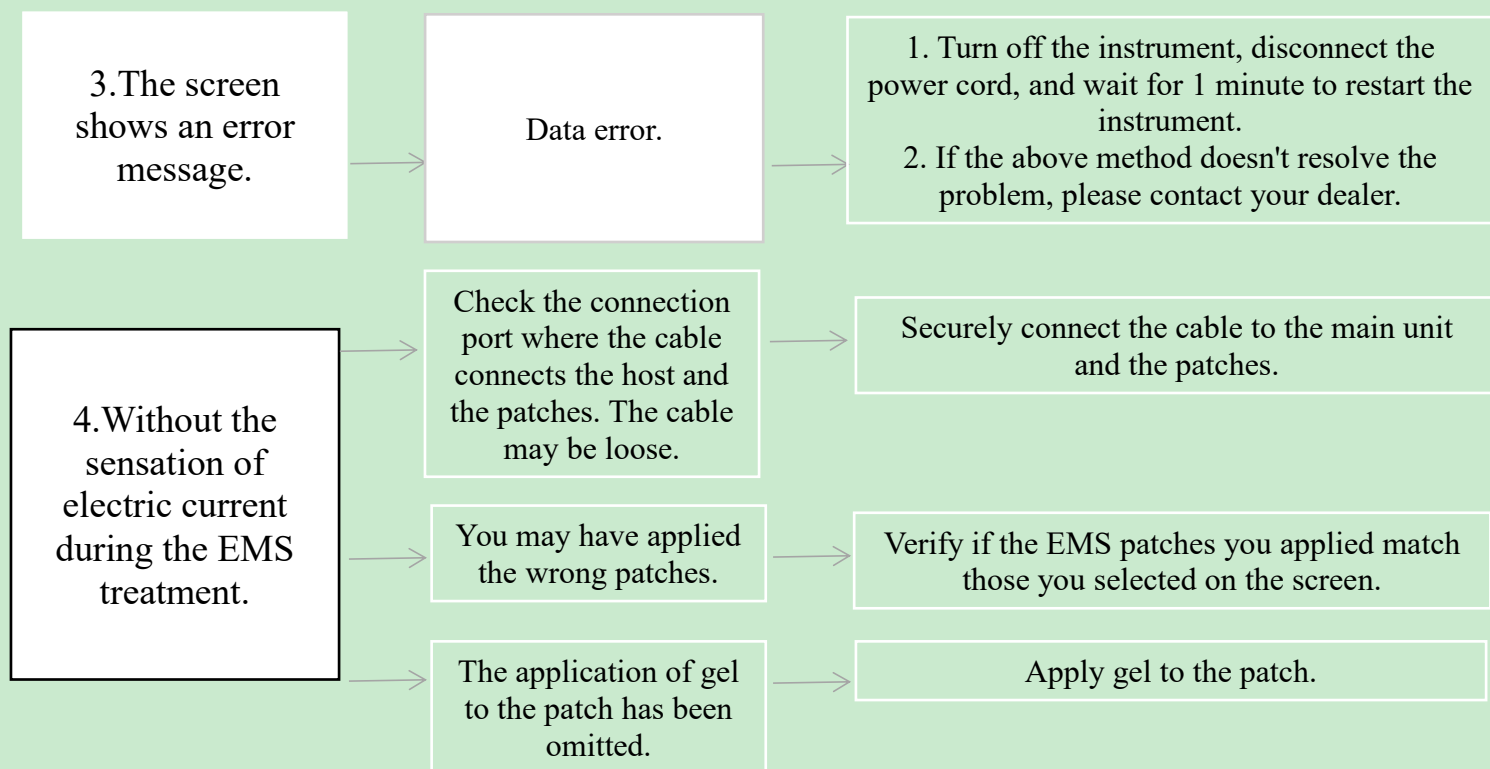 3.The screen
shows an error
message.
Data error.
1. Turn off the instrument, disconnect the
power cord, and wait for 1 minute to restart the
instrument.
2. If the above method doesn't resolve the
problem, please contact your dealer.
4.Without the
sensation of
electric current
during the EMS
treatment.
Check the connection
port where the cable
connects the host and
the patches. The cable
may be loose.
Securely connect the cable to the main unit
and the patches.
You may have applied
the wrong patches.
Verify if the EMS patches you applied match
those you selected on the screen.
The application of gel
to the patch has been
omitted.
Apply gel to the patch.